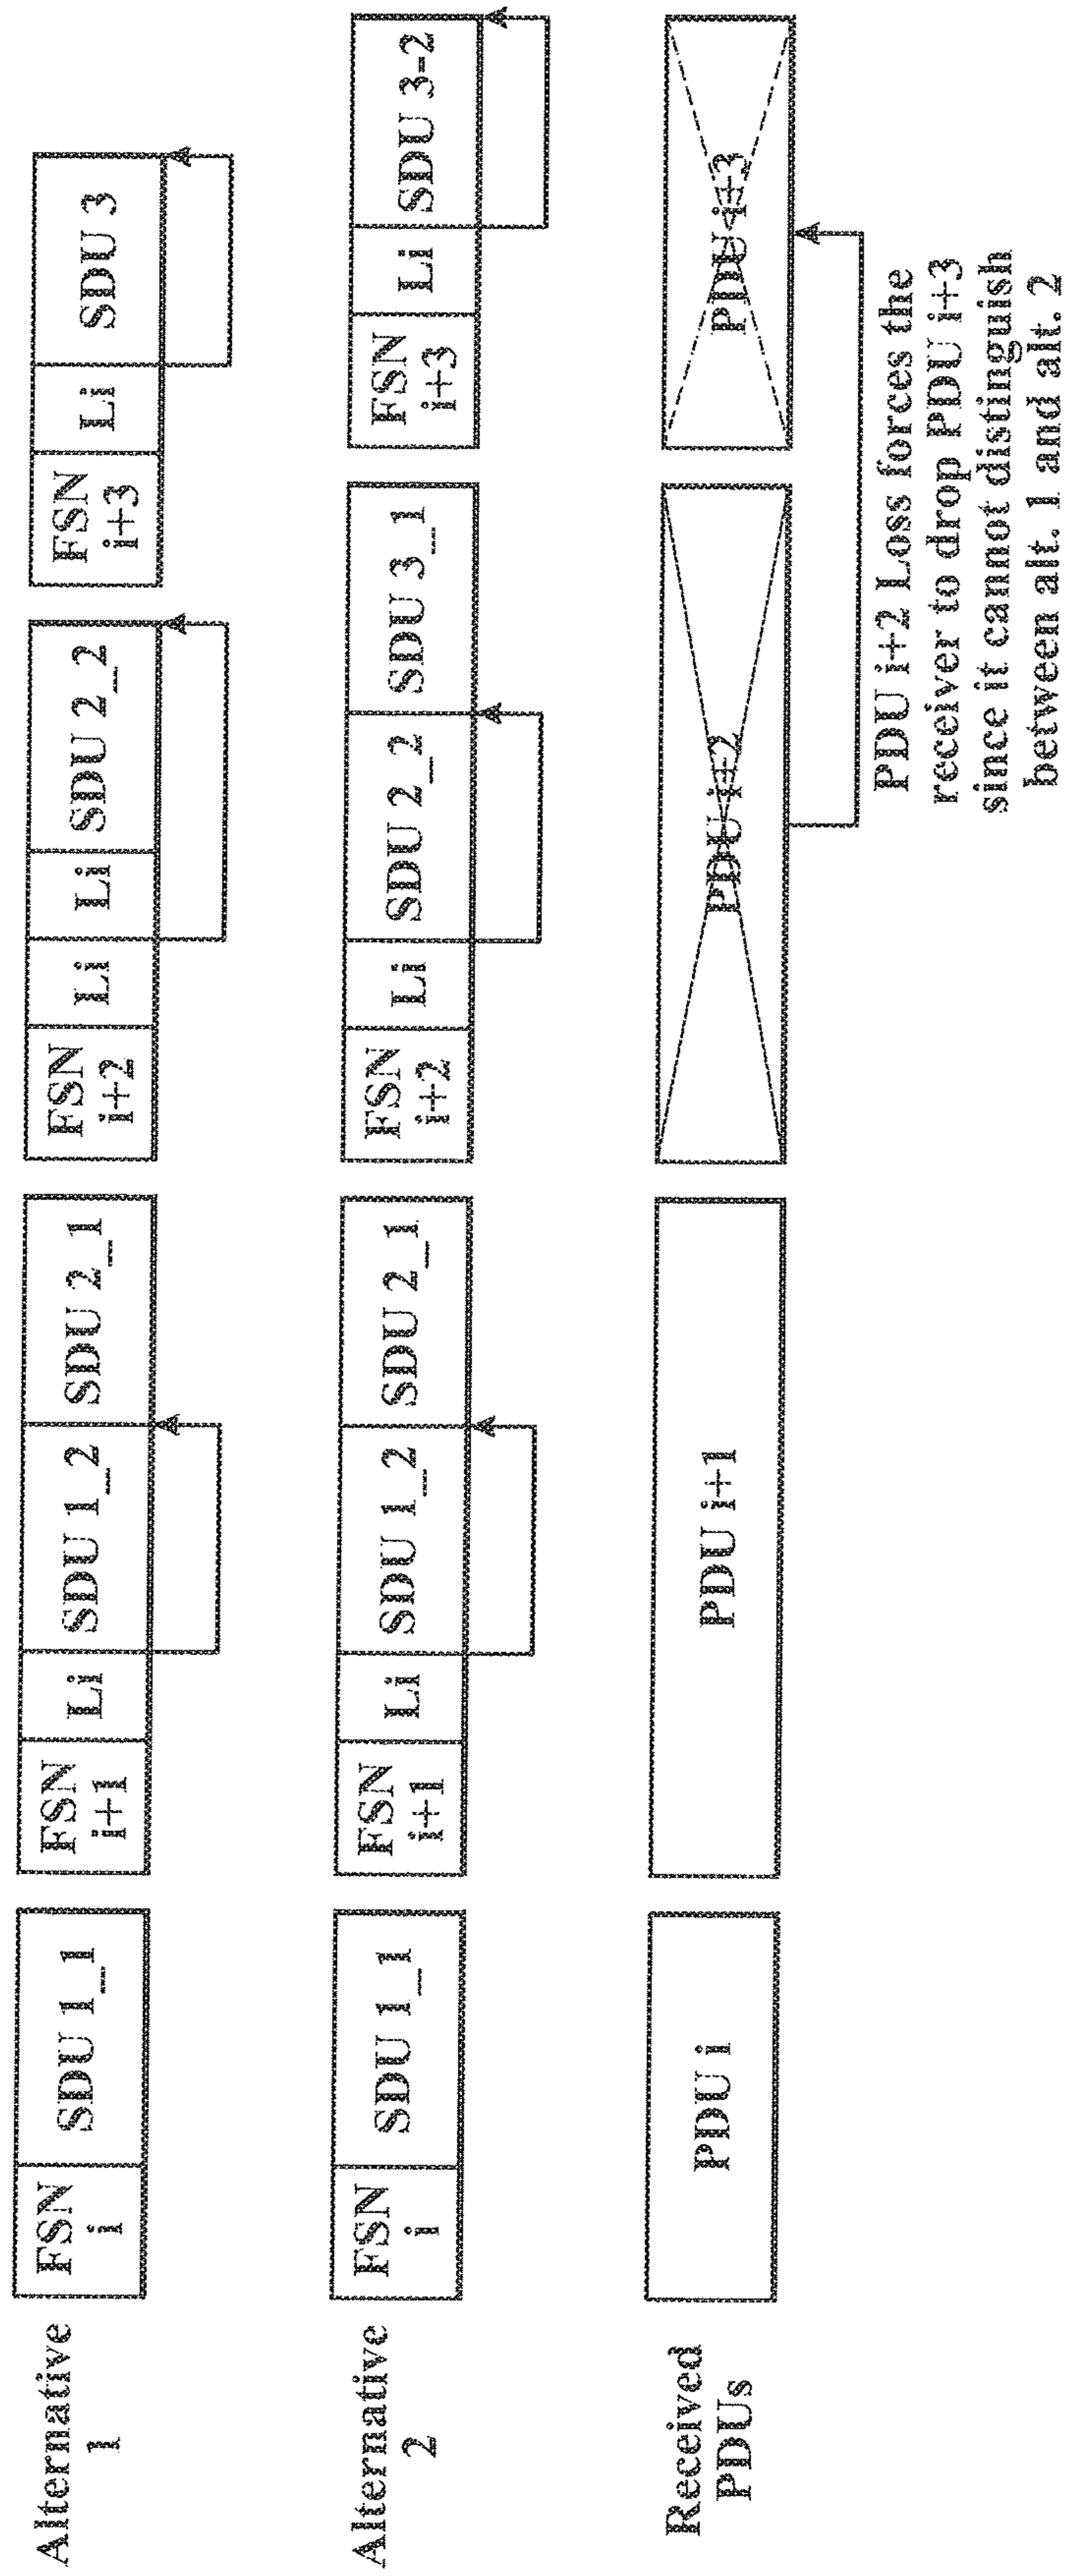 Alternative
1
FSN
i
SDU 1_1
FSN
i+1
Li
SDU 1_2
SDU 2_1
FSN
i+2
Li
Li
SDU 2_2
FSN
i+3
Li
SDU 3
Alternative
2
FSN
i
SDU 1_1
FSN
i+1
Li
SDU 1_2
SDU 2_1
FSN
i+2
Li
SDU 2_2
SDU 3_1
FSN
i+3
Li
SDU 3-2
Received
PDUs
PDU i
PDU i+1
PDU i+2
PDU i+3
PDU i+2 Loss forces the
receiver to drop PDU i+3
since it cannot distinguish
between alt. 1 and alt. 2